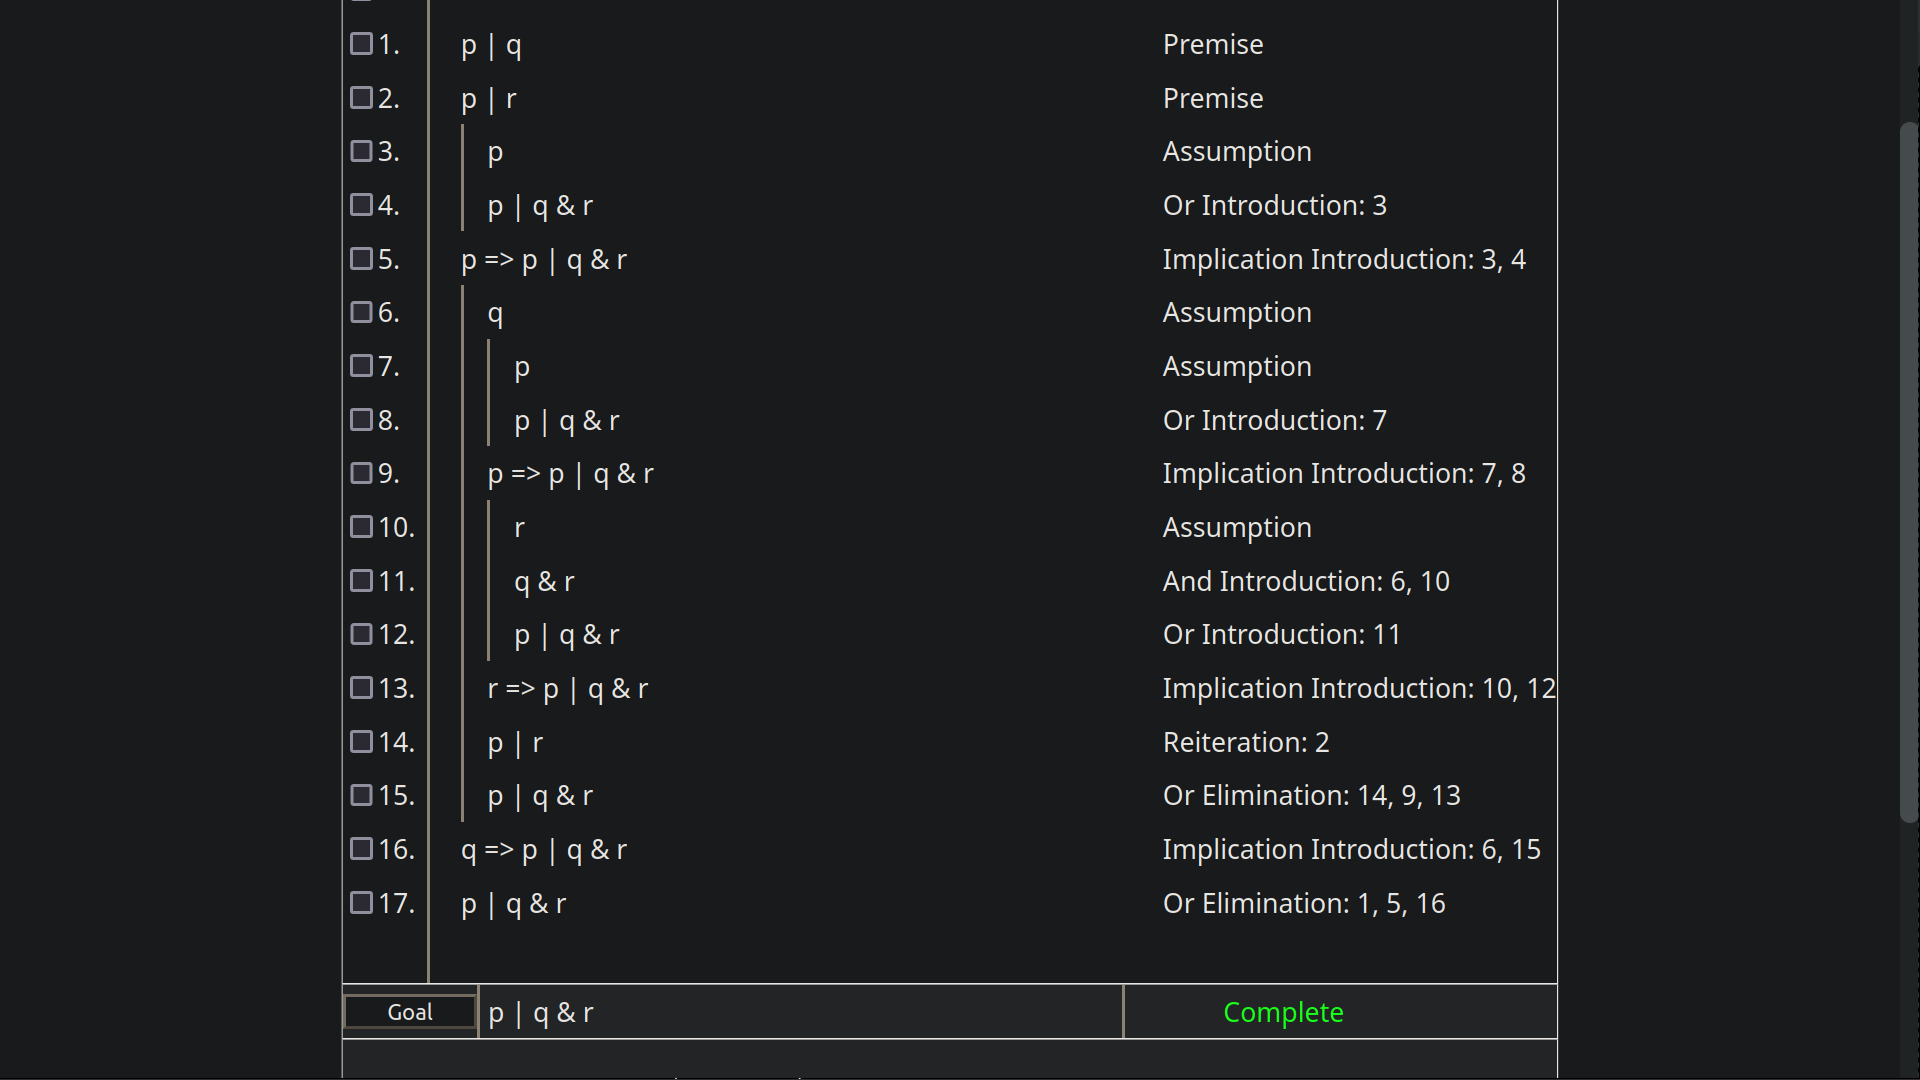 1. p | q Premise
2. p | r Premise
3. p Assumption
4. p | q & r Or Introduction: 3
5. p => p | q & r Implication Introduction: 3, 4
6. q Assumption
7. p Assumption
8. p | q & r Or Introduction: 7
9. p => p | q & r Implication Introduction: 7, 8
10. r Assumption
11. q & r And Introduction: 6, 10
12. p | q & r Or Introduction: 11
13. r => p | q & r Implication Introduction: 10, 12
14. p | r Reiteration: 2
15. p | q & r Or Elimination: 14, 9, 13
16. q => p | q & r Implication Introduction: 6, 15
17. p | q & r Or Elimination: 1, 5, 16
Goal p | q & r Complete